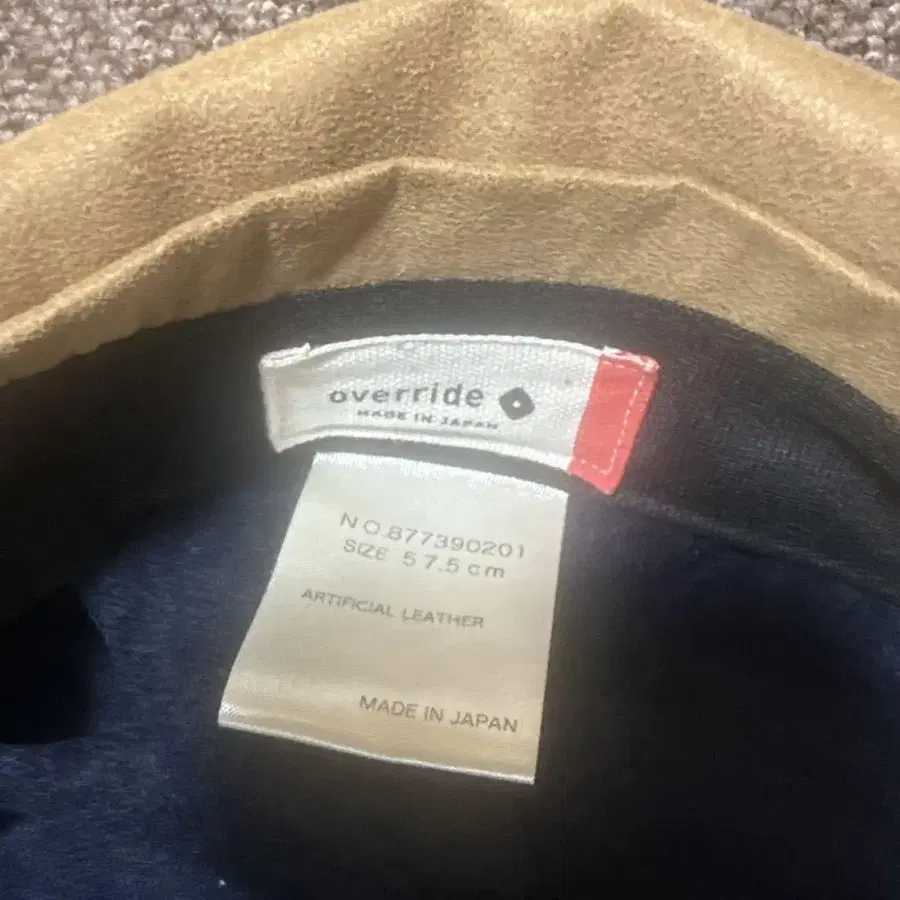 override
MADE IN JAPAN
NO.877390201
SIZE 57.5cm
ARTIFICIAL LEATHER
MADE IN JAPAN